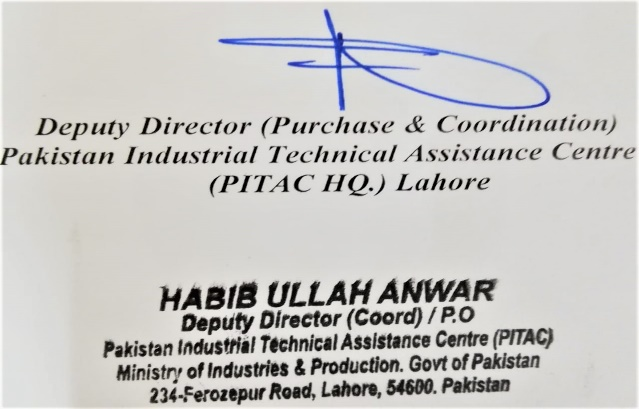 Deputy Director (Purchase & Coordination)
Pakistan Industrial Technical Assistance Centre
(PITAC HQ.) Lahore
HABIB ULLAH ANWAR
Deputy Director (Coord) / P.O
Pakistan Industrial Technical Assistance Centre (PITAC)
Ministry of Industries & Production. Govt of Pakistan
234-Ferozepur Road, Lahore, 54600. Pakistan